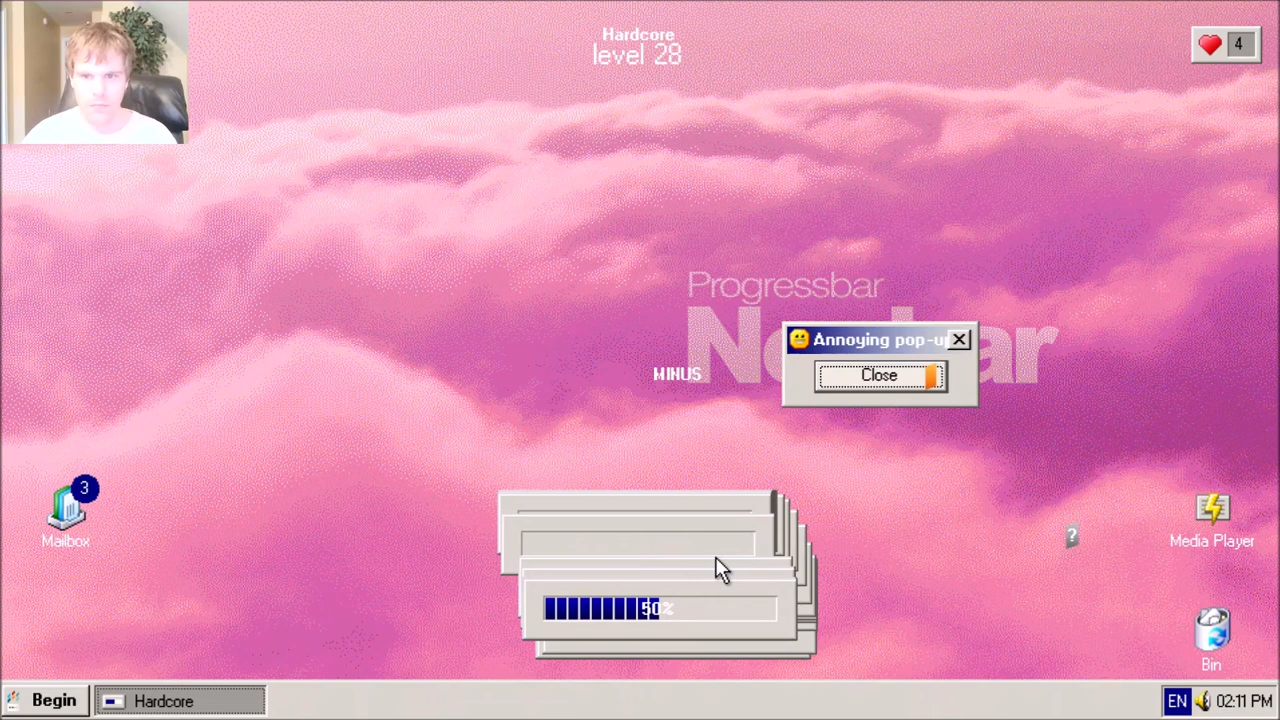 Hardcore
level 28
4
Progressbar
MINUS
Annoying pop-u
Close
3
Mailbox
50%
?
Media Player
Bin
Begin
Hardcore
EN
02:11 PM